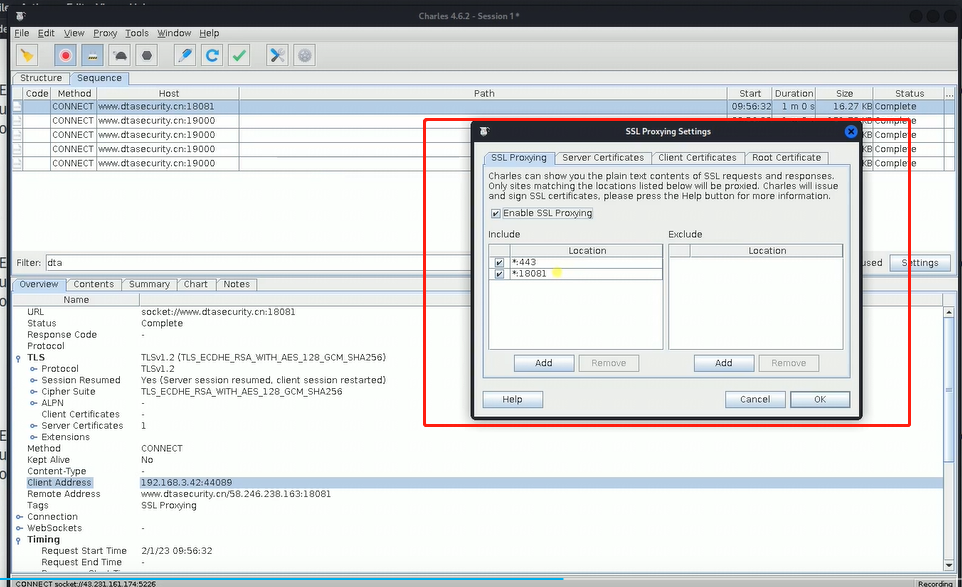 Charles 4.6.2 - Session 1 *
File Edit View Proxy Tools Window Help
Structure Sequence
Code Method Host Path Start Duration Size Status ...
CONNECT www.dtasecurity.cn:18081 09:56:32 1 m 0 s 16.27 KB Complete
CONNECT www.dtasecurity.cn:19000 Complete
CONNECT www.dtasecurity.cn:19000 KB Complete
CONNECT www.dtasecurity.cn:19000 KB Complete
CONNECT www.dtasecurity.cn:19000 KB Complete
SSL Proxying Settings
SSL Proxying Server Certificates Client Certificates Root Certificate
Charles can show you the plain text contents of SSL requests and responses.
Only sites matching the locations listed below will be proxied. Charles will issue
and sign SSL certificates, please press the Help button for more information.
Enable SSL Proxying
Include Exclude
Location Location
*:443
*:18081
Add Remove Add Remove
Help Cancel OK
Filter: dta used Settings
Overview Contents Summary Chart Notes
Name
URL socket://www.dtasecurity.cn:18081
Status Complete
Response Code -
Protocol
TLS TLSv1.2 (TLS_ECDHE_RSA_WITH_AES_128_GCM_SHA256)
Protocol TLSv1.2
Session Resumed Yes (Server session resumed, client session restarted)
Cipher Suite TLS_ECDHE_RSA_WITH_AES_128_GCM_SHA256
ALPN -
Client Certificates -
Server Certificates 1
Extensions
Method CONNECT
Kept Alive No
Content-Type -
Client Address 192.168.3.42:44089
Remote Address www.dtasecurity.cn/58.246.238.163:18081
Tags SSL Proxying
Connection
WebSockets -
Timing
Request Start Time 2/1/23 09:56:32
Request End Time -
CONNECT socket://43.231.161.174:5226 Recording